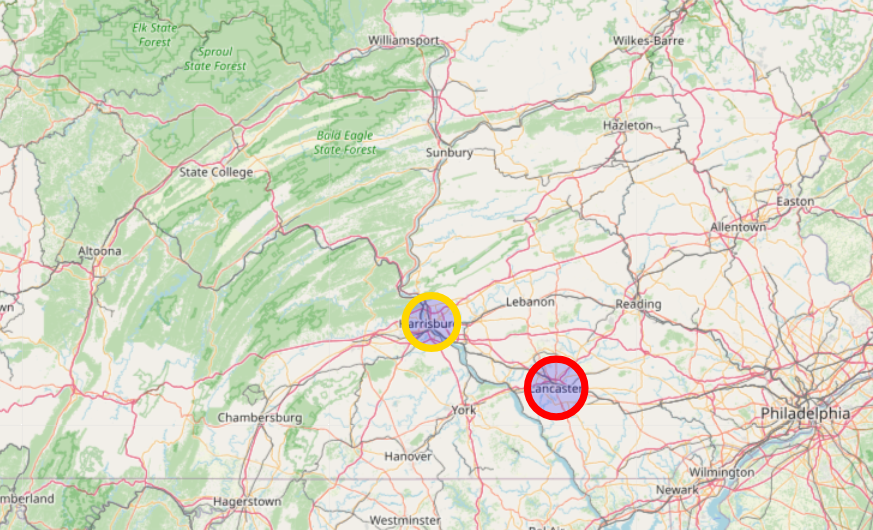 Elk State
Forest
Sproul
State Forest
Williamsport
Wilkes-Barre
Hazleton
Bald Eagle
State Forest
Sunbury
State College
Easton
Allentown
Altoona
Lebanon
Reading
wn
Harrisburg
Lancaster
Chambersburg
York
Philadelphia
Hanover
Wilmington
Newark
mberland
Hagerstown
Westminster
Bel Air